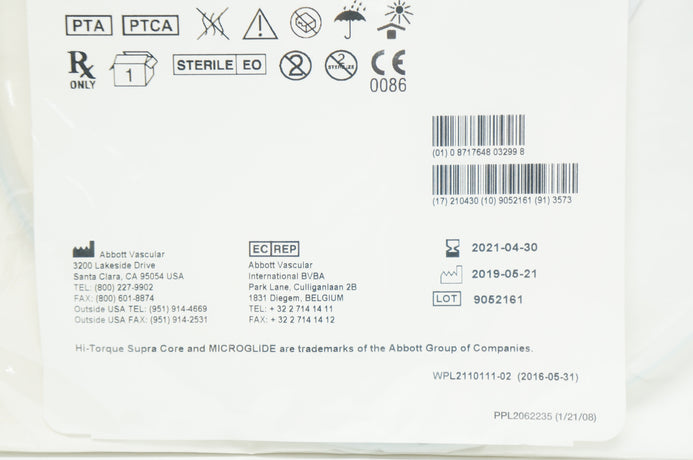 PTA PTCA
Rx ONLY 1 STERILE EO 2 2 STERILIZE CE 0086
(01) 0 8717648 03299 8
(17) 210430 (10) 9052161 (91) 3573
Abbott Vascular
3200 Lakeside Drive
Santa Clara, CA 95054 USA
TEL: (800) 227-9902
FAX: (800) 601-8874
Outside USA TEL: (951) 914-4669
Outside USA FAX: (951) 914-2531
EC REP
Abbott Vascular
International BVBA
Park Lane, Culliganlaan 2B
1831 Diegem, BELGIUM
TEL: + 32 2 714 14 11
FAX: + 32 2 714 14 12
2021-04-30
2019-05-21
LOT 9052161
Hi-Torque Supra Core and MICROGLIDE are trademarks of the Abbott Group of Companies.
WPL2110111-02 (2016-05-31)
PPL2062235 (1/21/08)